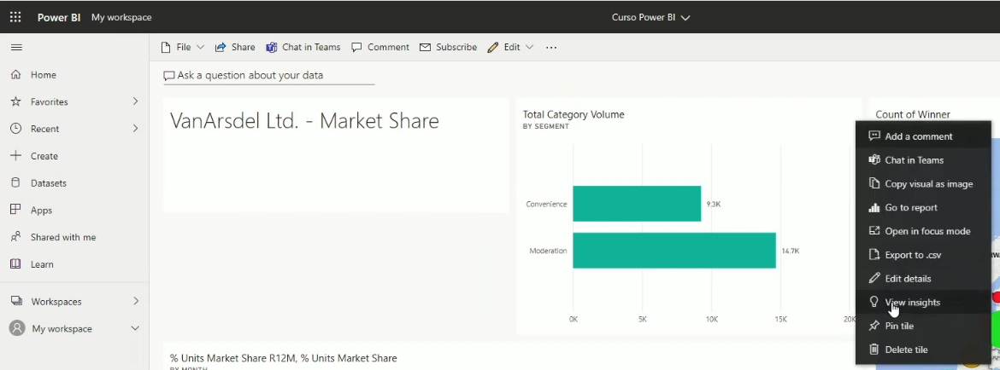 Power BI My workspace
Curso Power BI
File Share Chat in Teams Comment Subscribe Edit ...
Home
Favorites
Recent
Create
Datasets
Apps
Shared with me
Learn
Workspaces
My workspace
Ask a question about your data
VanArsdel Ltd. - Market Share
Total Category Volume
BY SEGMENT
Convenience 9.3K
Moderation 14.7K
0K 5K 10K 15K 20K
Count of Winner
Add a comment
Chat in Teams
Copy visual as image
Go to report
Open in focus mode
Export to .csv
Edit details
View insights
Pin tile
Delete tile
% Units Market Share R12M, % Units Market Share
BY MONTH